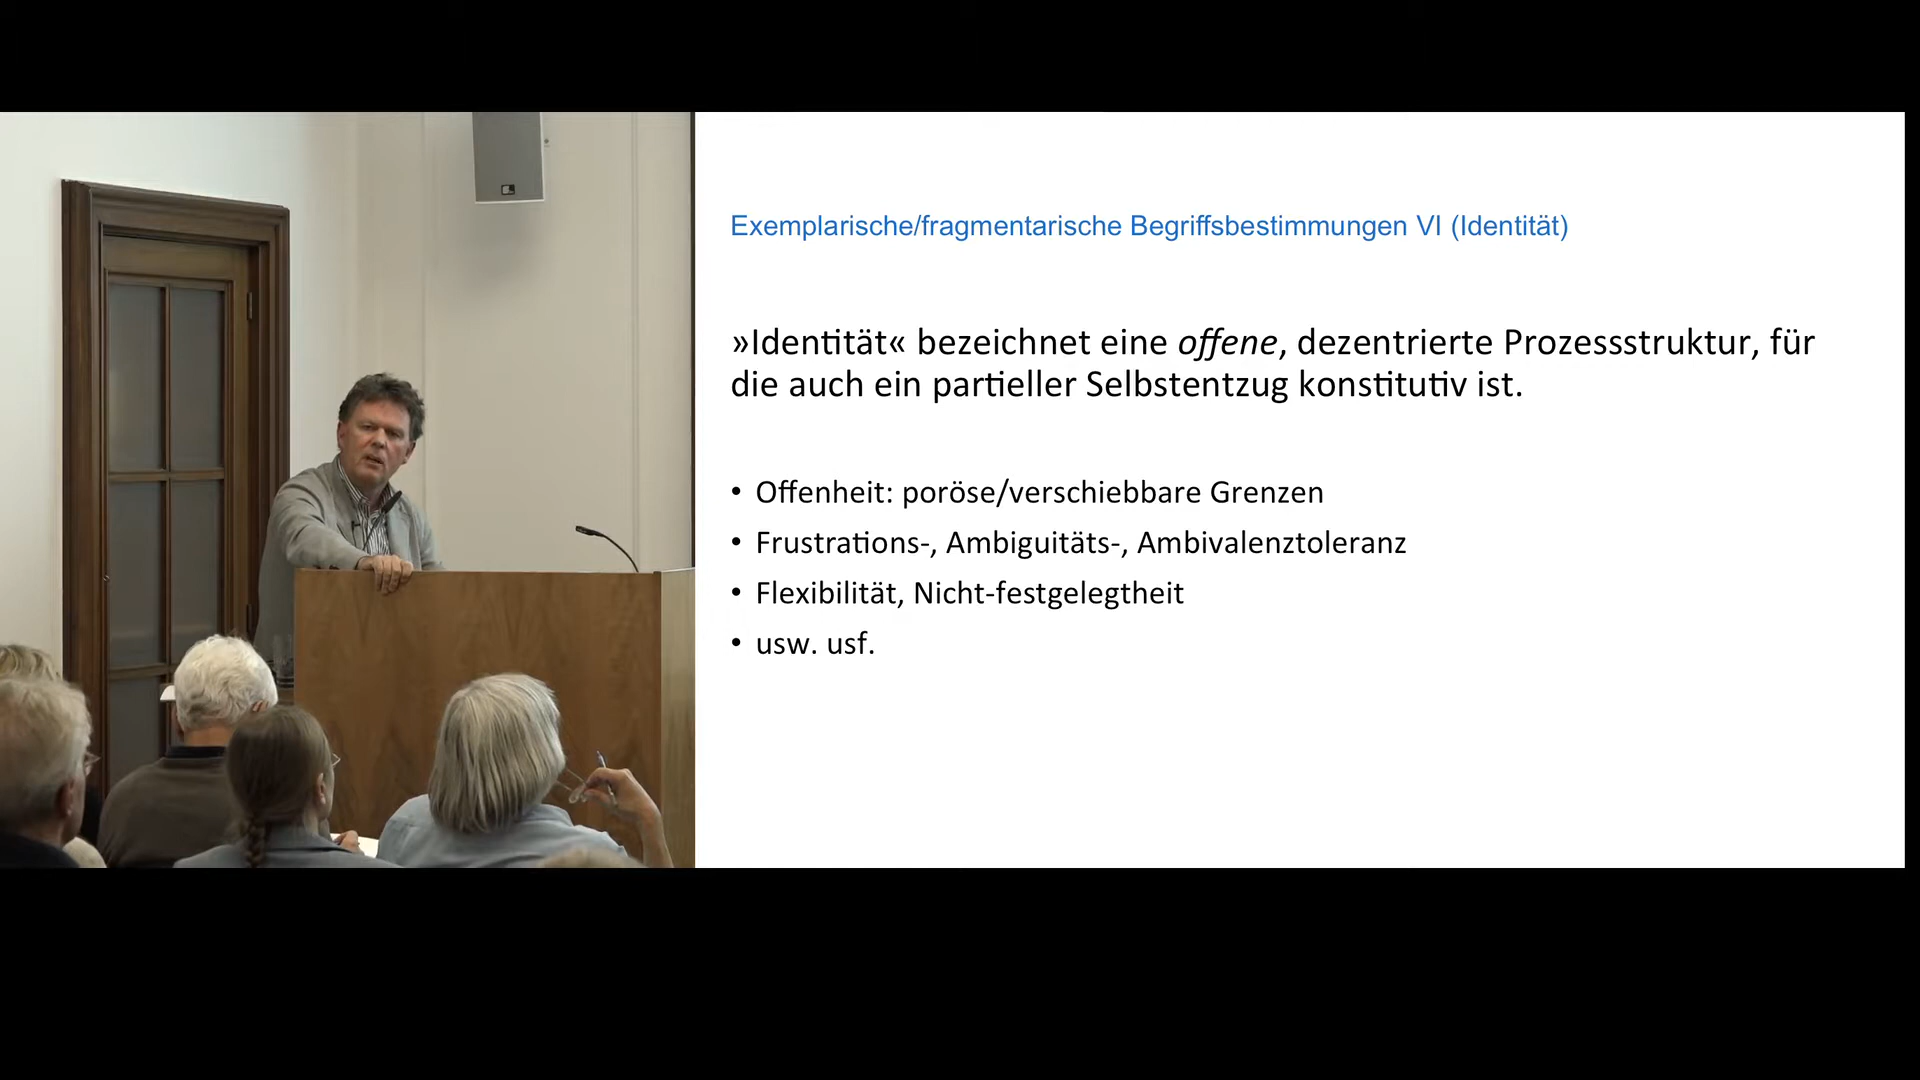 Exemplarische/fragmentarische Begriffsbestimmungen VI (Identität)
»Identität« bezeichnet eine offene, dezentrierte Prozessstruktur, für
die auch ein partieller Selbstentzug konstitutiv ist.
• Offenheit: poröse/verschiebbare Grenzen
• Frustrations-, Ambiguitäts-, Ambivalenztoleranz
• Flexibilität, Nicht-festgelegtheit
• usw. usf.